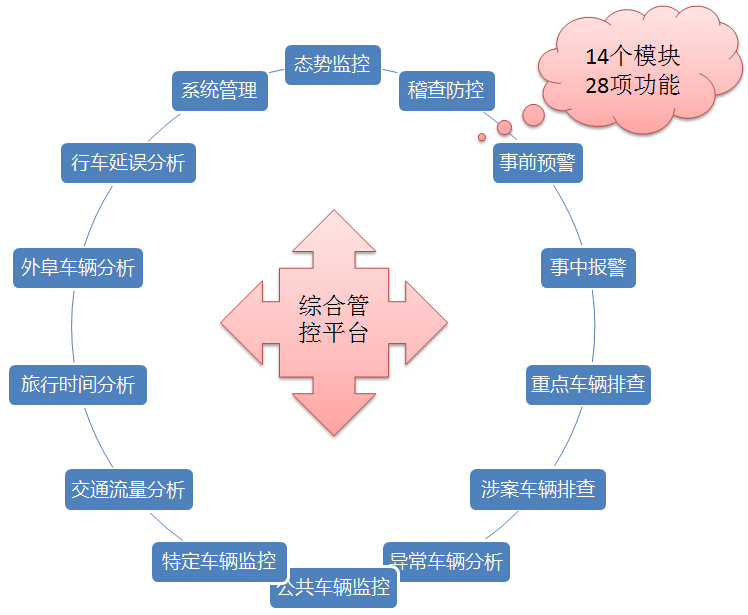 14个模块
28项功能
态势监控
稽查防控
事前预警
事中报警
重点车辆排查
涉案车辆排查
异常车辆分析
公共车辆监控
特定车辆监控
交通流量分析
旅行时间分析
外阜车辆分析
行车延误分析
系统管理
综合管
控平台